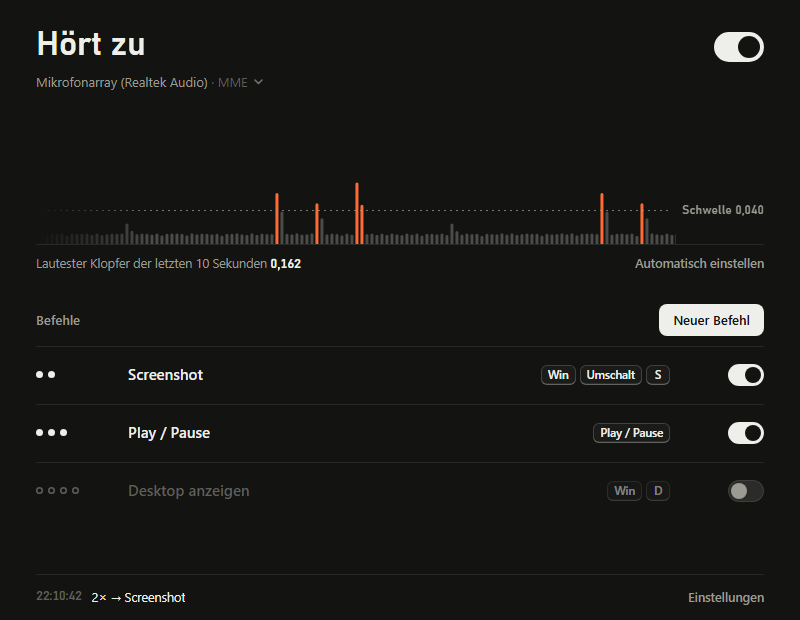 Hört zu
Mikrofonarray (Realtek Audio) · MME
Schwelle 0,040
Lautester Klopfer der letzten 10 Sekunden 0,162
Automatisch einstellen
Befehle
Neuer Befehl
Screenshot Win Umschalt S
Play / Pause Play / Pause
Desktop anzeigen Win D
22:10:42 2× → Screenshot
Einstellungen